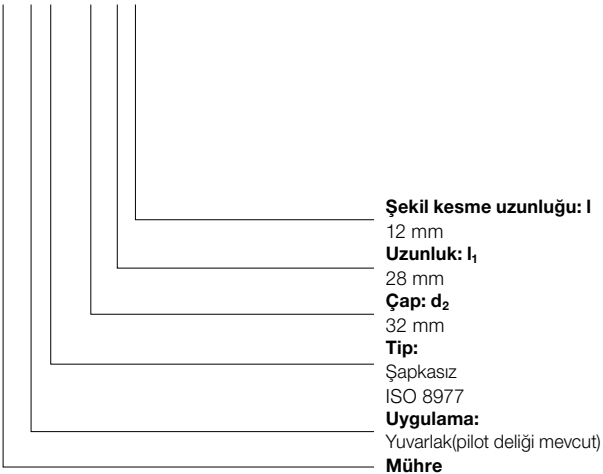 Şekil kesme uzunluğu: l
12 mm
Uzunluk: l₁
28 mm
Çap: d₂
32 mm
Tip:
Şapkasız
ISO 8977
Uygulama:
Yuvarlak(pilot deliği mevcut)
Mühre